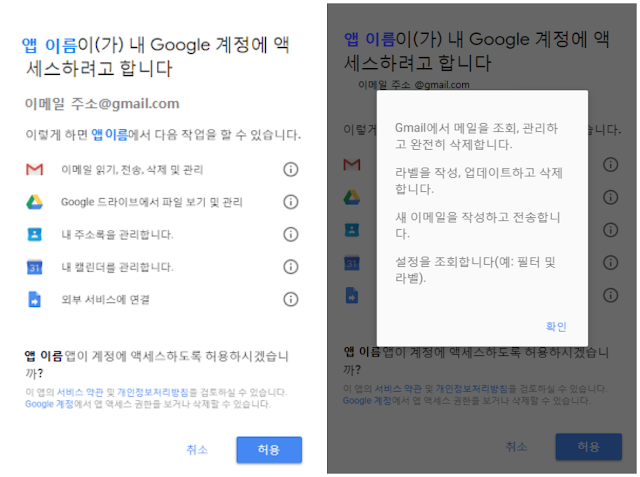 앱 이름이(가) 내 Google 계정에 액
세스하려고 합니다
이메일 주소@gmail.com
이렇게 하면 앱 이름에서 다음 작업을 할 수 있습니다.
이메일 읽기, 전송, 삭제 및 관리
Google 드라이브에서 파일 보기 및 관리
내 주소록을 관리합니다.
31
내 캘린더를 관리합니다.
외부 서비스에 연결
앱 이름앱이 계정에 액세스하도록 허용하시겠습니
까?
이 앱의 서비스 약관 및 개인정보처리방침을 검토하실 수 있습니다.
Google 계정에서 앱 액세스 권한을 보거나 삭제할 수 있습니다.
취소
허용
앱 이름이(가) 내 Google 계정에 액
세스하려고 합니다
이메일 주소 @gmail.com
이렇게
습니다.
Gmail에서 메일을 조회, 관리하
고 완전히 삭제합니다.
라벨을 작성, 업데이트하고 삭제
합니다.
새 이메일을 작성하고 전송합니
다.
설정을 조회합니다(예: 필터 및
라벨).
확인
31
앱 이름앱이 계정에 액세스하도록 허용하시겠습니
까?
이 앱의 서비스 약관 및 개인정보처리방침을 검토하실 수 있습니다.
Google 계정에서 앱 액세스 권한을 보거나 삭제할 수 있습니다.
취소
허용